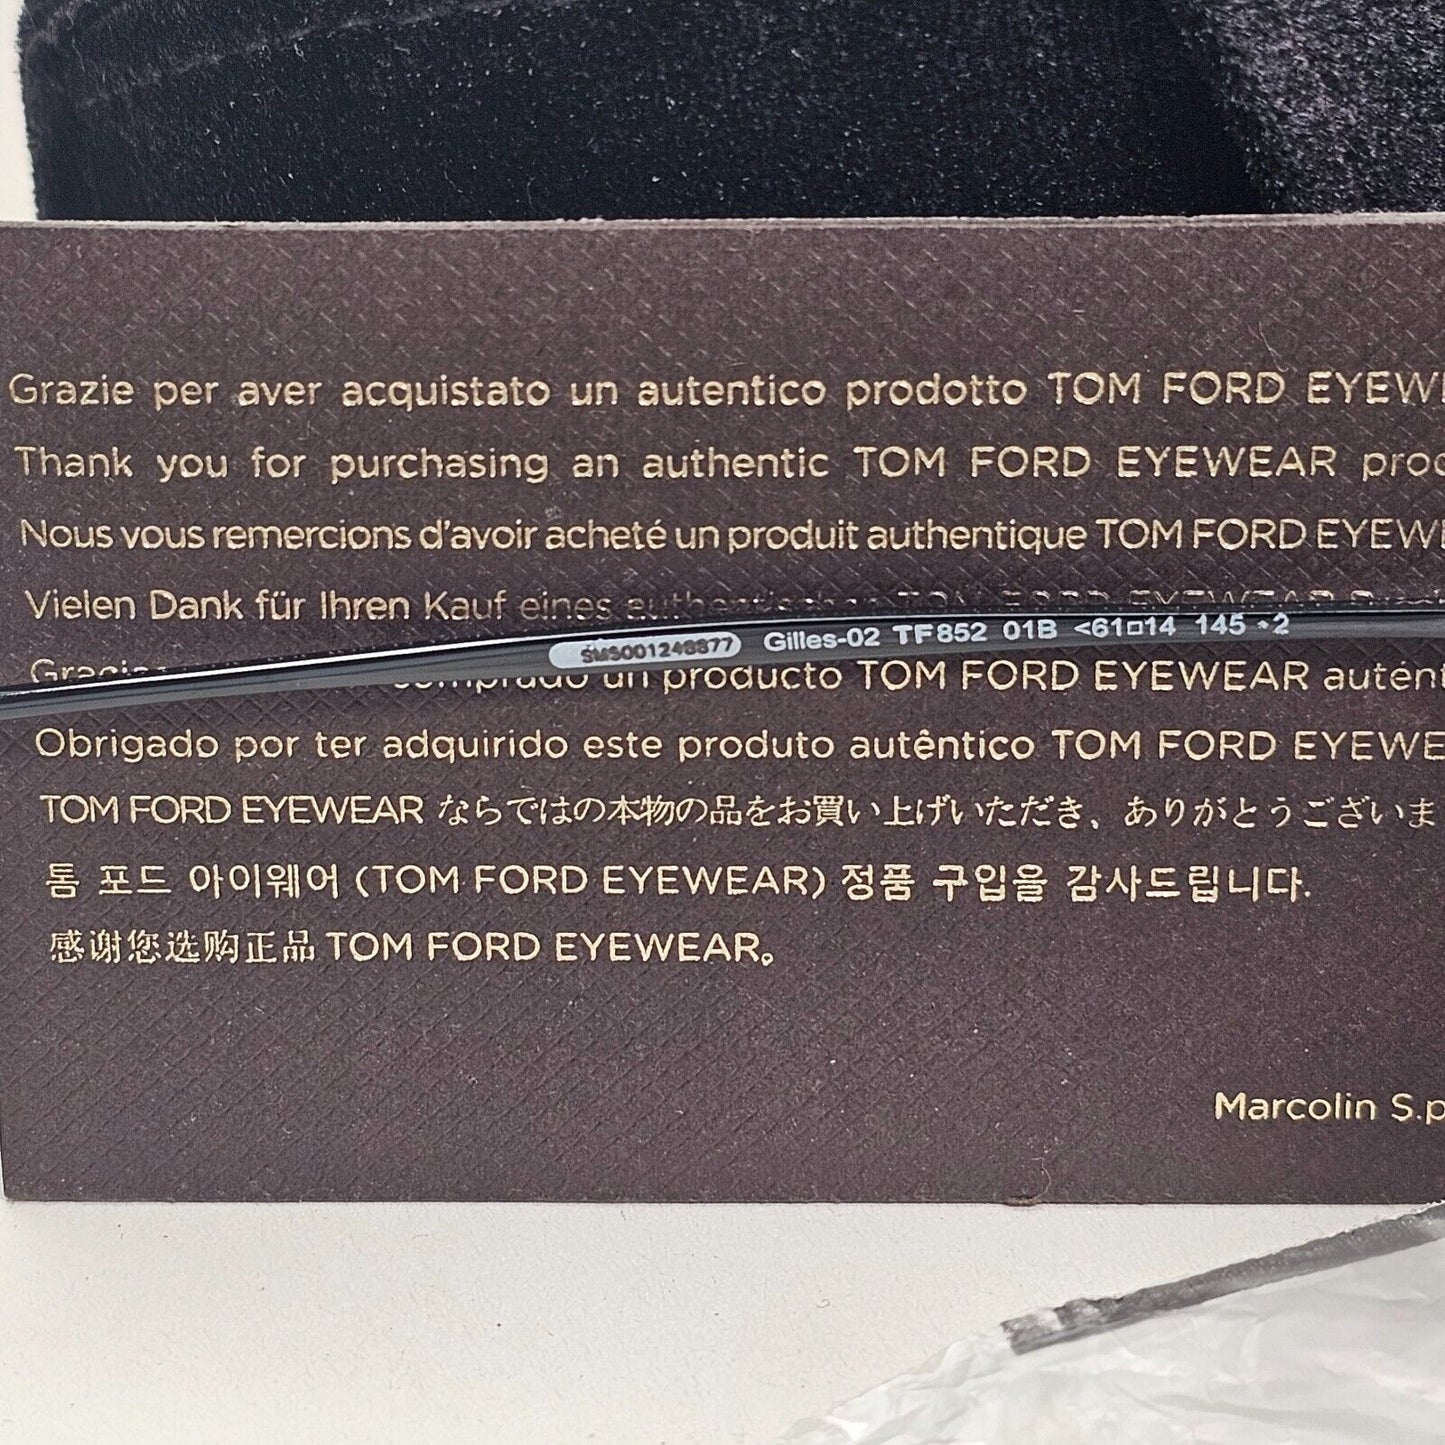 Grazie per aver acquistato un autentico prodotto TOM FORD EYEWE
Thank you for purchasing an authentic TOM FORD EYEWEAR prod
Nous vous remercions d'avoir acheté un produit authentique TOM FORD EYEWE
Vielen Dank für Ihren Kauf eines
SMS001248877 Gilles-02 TF852 01B <61□14 145 *2
un producto TOM FORD EYEWEAR autént
Obrigado por ter adquirido este produto autêntico TOM FORD EYEWE
TOM FORD EYEWEAR ならではの本物の品をお買い上げいただき、ありがとうございま
톰 포드 아이웨어 (TOM FORD EYEWEAR) 정품 구입을 감사드립니다.
感谢您选购正品 TOM FORD EYEWEAR。
Marcolin S.p